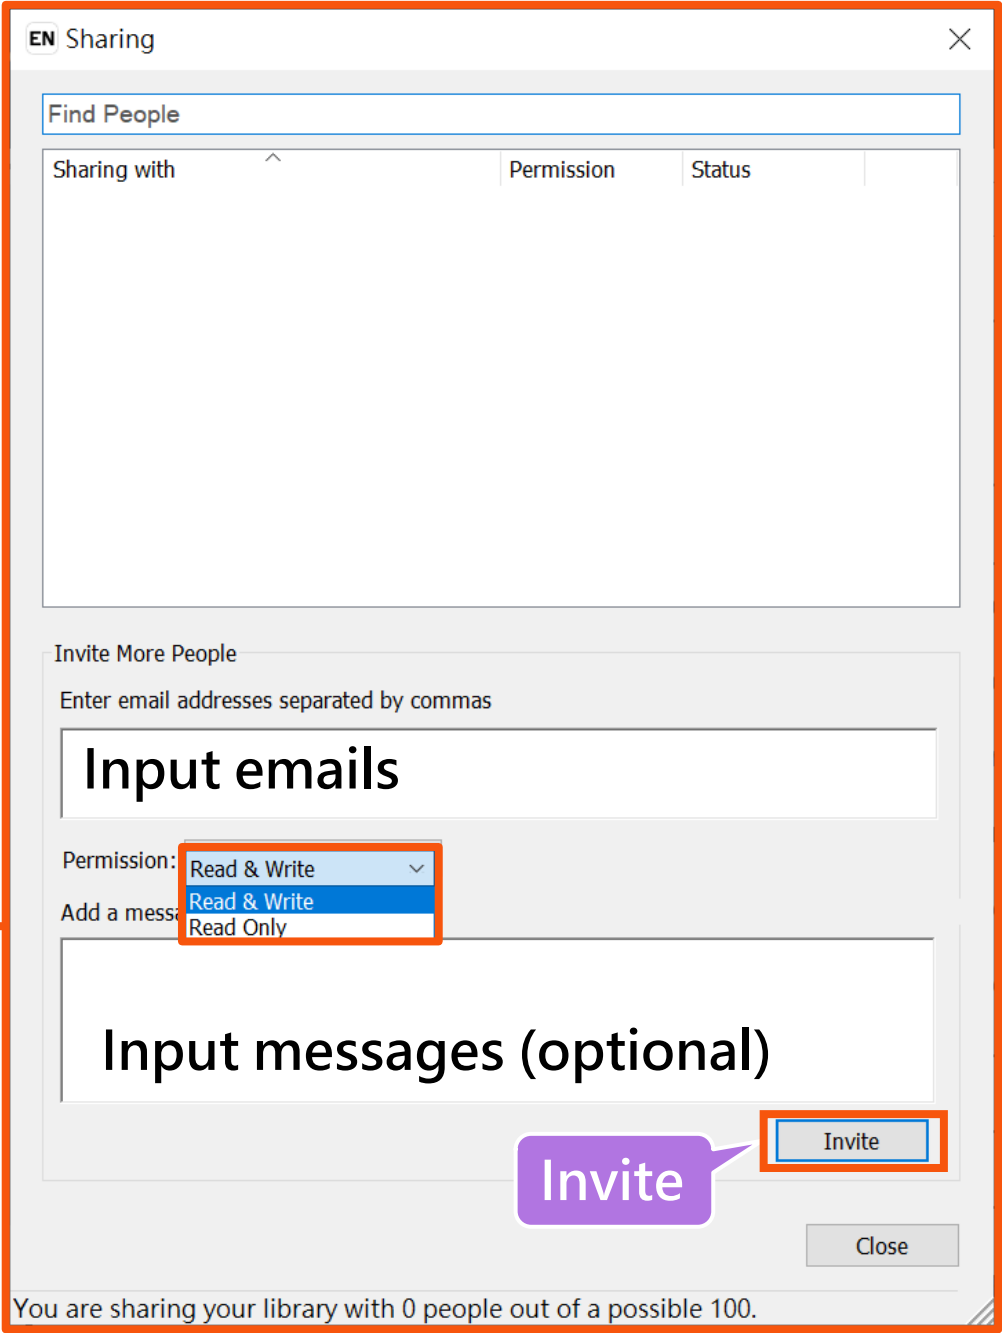 EN Sharing
Find People
Sharing with Permission Status
Invite More People
Enter email addresses separated by commas
Input emails
Permission: Read & Write
Read & Write
Add a messa
Read Only
Input messages (optional)
Invite
Invite
Close
You are sharing your library with 0 people out of a possible 100.